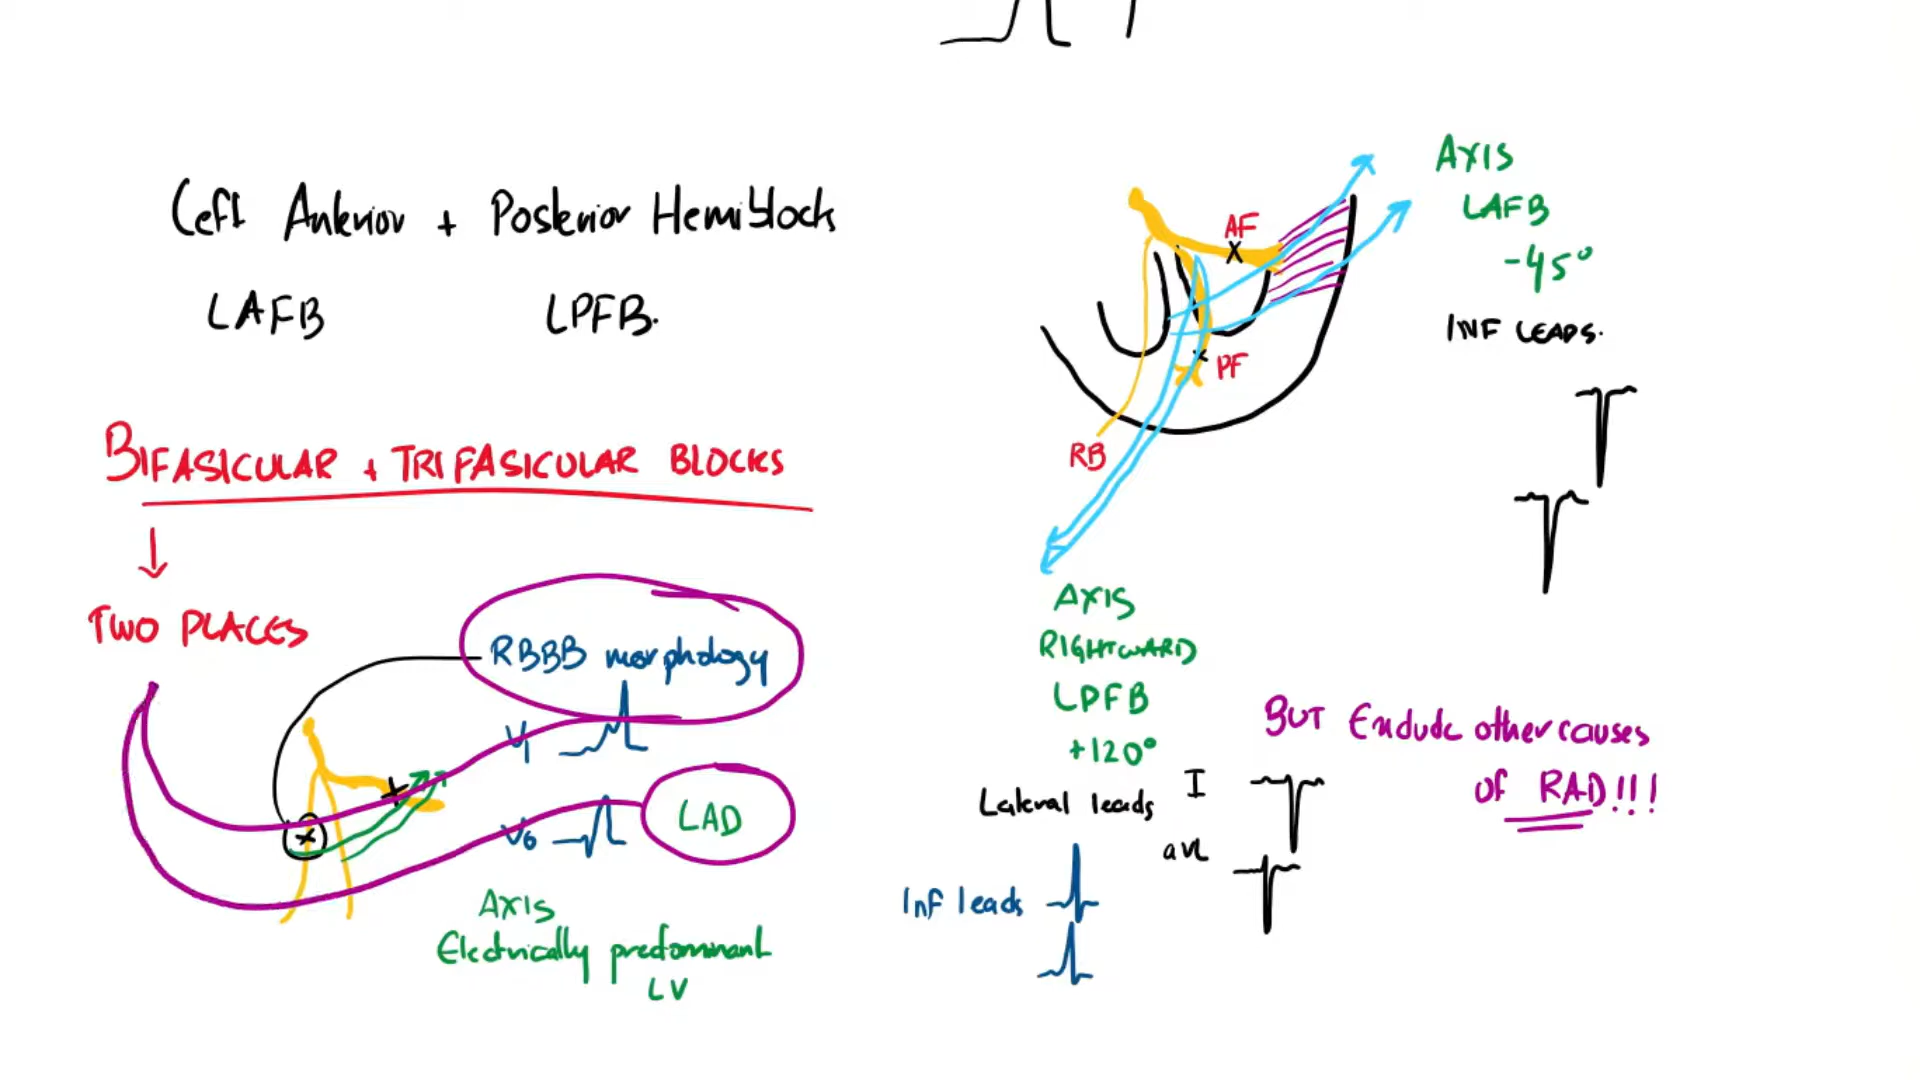 Left Anterior + Posterior Hemiblock
LAFB LPFB.
BIFASICULAR + TRIFASICULAR BLOCKS
TWO PLACES
RBBB morphology
V1
V6
LAD
AXIS
Electrically predominant
LV
AF
PF
RB
AXIS
LAFB
-45°
INF LEADS.
AXIS
RIGHTWARD
LPFB
+120°
Lateral leads
I
aVL
Inf leads
BUT Exclude other causes
of RAD!!!